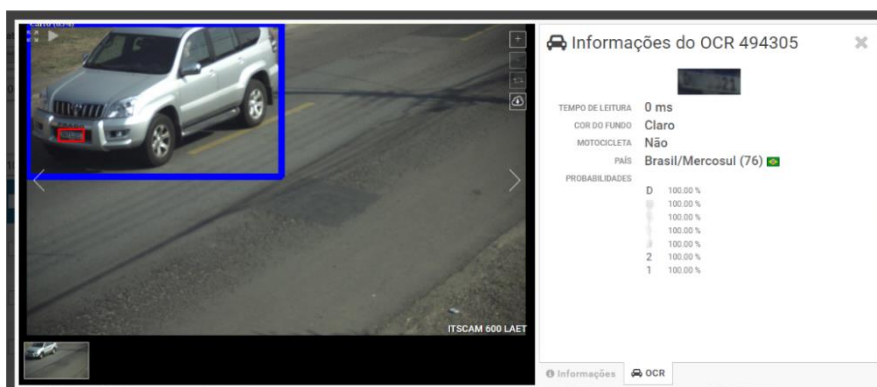 Informações do OCR 494305
TEMPO DE LEITURA 0 ms
COR DO FUNDO Claro
MOTOCICLETA Não
PAÍS Brasil/Mercosul (76)
PROBABILIDADES
D 100.00 %
100.00 %
100.00 %
100.00 %
100.00 %
2 100.00 %
1 100.00 %
ITSCAM 600 LAET
Informações OCR